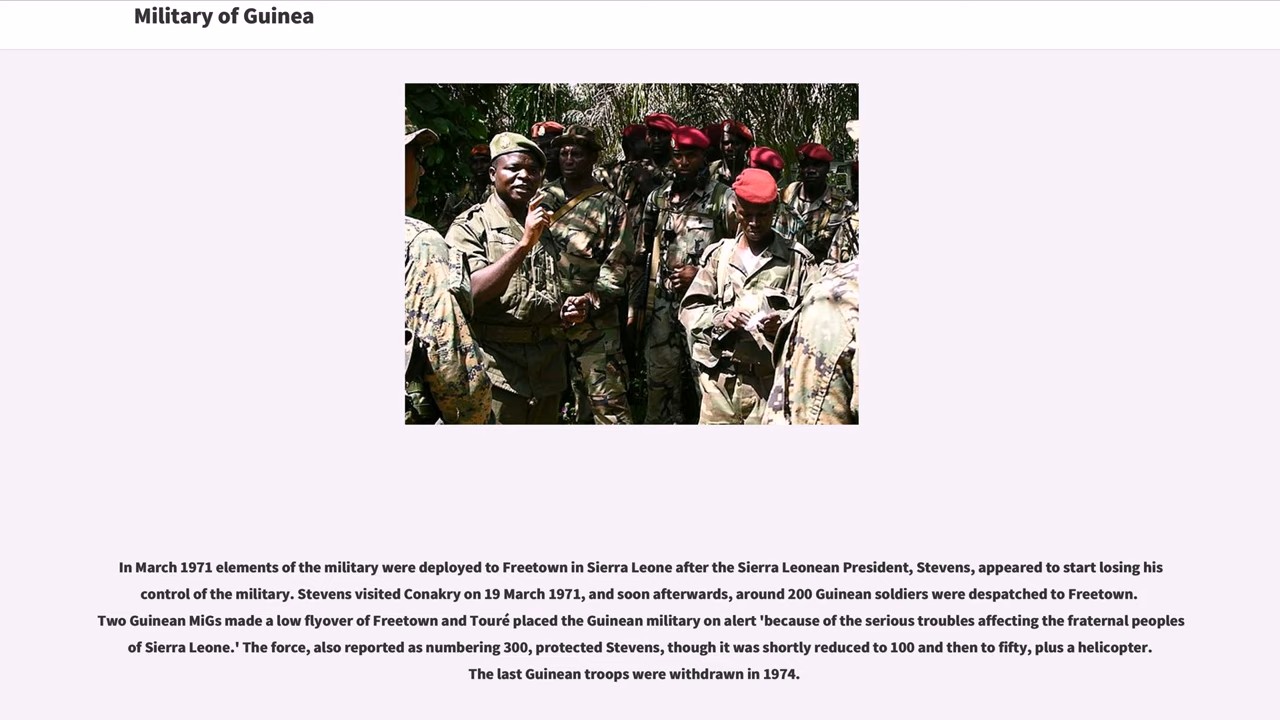 Military of Guinea
In March 1971 elements of the military were deployed to Freetown in Sierra Leone after the Sierra Leonean President, Stevens, appeared to start losing his
control of the military. Stevens visited Conakry on 19 March 1971, and soon afterwards, around 200 Guinean soldiers were despatched to Freetown.
Two Guinean MiGs made a low flyover of Freetown and Touré placed the Guinean military on alert 'because of the serious troubles affecting the fraternal peoples
of Sierra Leone.' The force, also reported as numbering 300, protected Stevens, though it was shortly reduced to 100 and then to fifty, plus a helicopter.
The last Guinean troops were withdrawn in 1974.